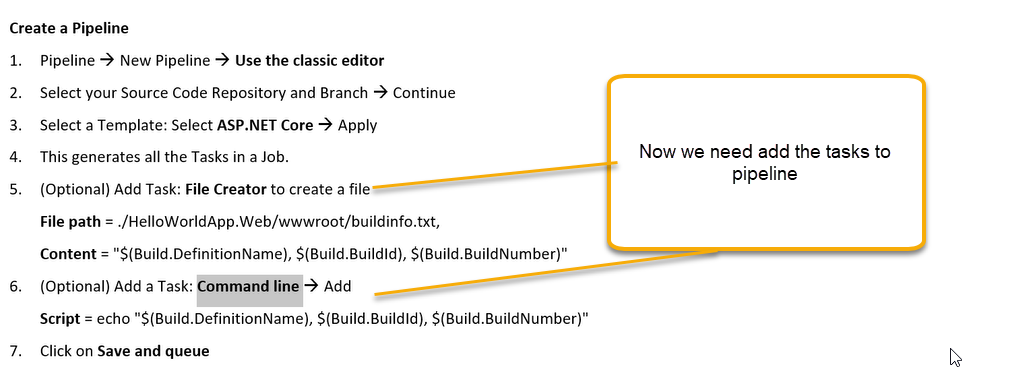 Create a Pipeline
1. Pipeline → New Pipeline → Use the classic editor
2. Select your Source Code Repository and Branch → Continue
3. Select a Template: Select ASP.NET Core → Apply
4. This generates all the Tasks in a Job.
5. (Optional) Add Task: File Creator to create a file
File path = ./HelloWorldApp.Web/wwwroot/buildinfo.txt,
Content = "$(Build.DefinitionName), $(Build.BuildId), $(Build.BuildNumber)"
6. (Optional) Add a Task: Command line → Add
Script = echo "$(Build.DefinitionName), $(Build.BuildId), $(Build.BuildNumber)"
7. Click on Save and queue
Now we need add the tasks to
pipeline